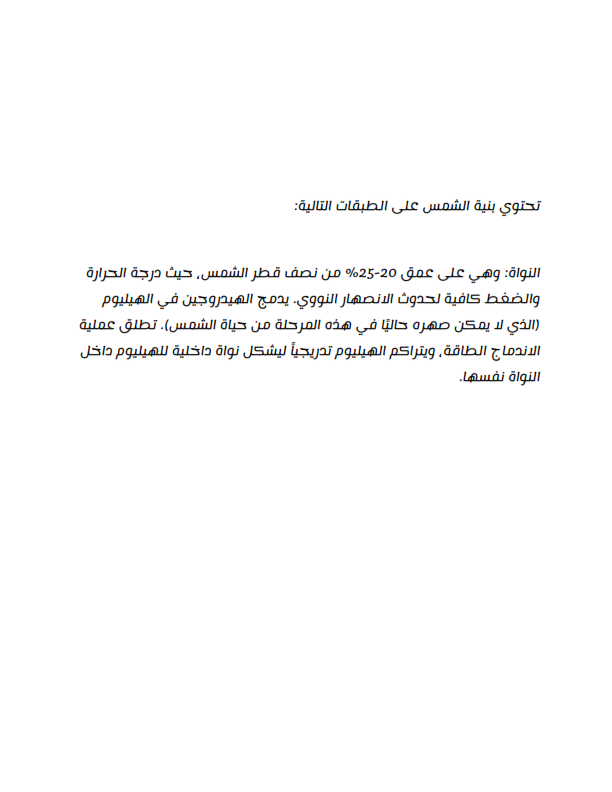 تحتوي بنية الشمس على الطبقات التالية:
النواة: وهي على عمق 20-25% من نصف قطر الشمس، حيث درجة الحرارة
والضغط كافية لحدوث الانصهار النووي. يدمج الهيدروجين في الهيليوم
(الذي لا يمكن صهره حاليًا في هذه المرحلة من حياة الشمس). تطلق عملية
الاندماج الطاقة، ويتراكم الهيليوم تدريجياً ليشكل نواة داخلية للهيليوم داخل
النواة نفسها.